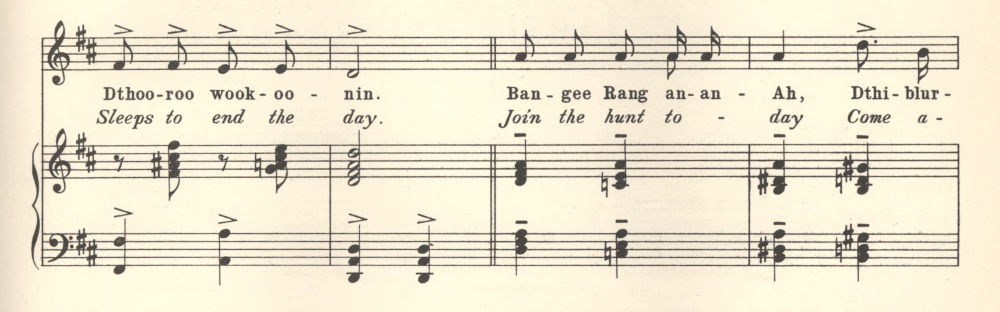 Dthoo-roo wook-oo-nin. Ban-gee Rang an-an-Ah, Dthi-blur-
Sleeps to end the day. Join the hunt to-day Come a-